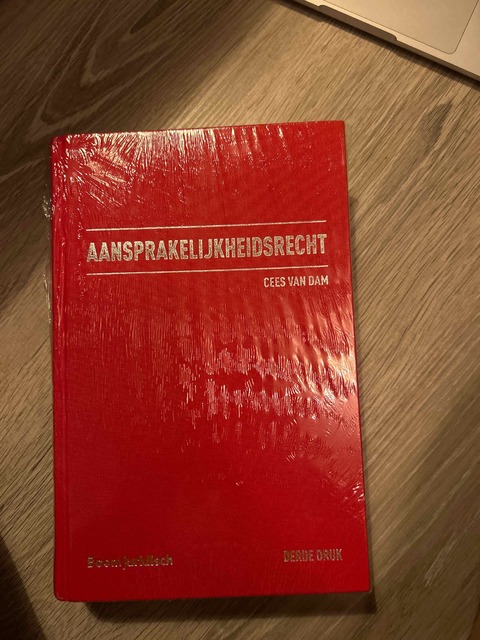 AANSPRAKELIJKHEIDSRECHT
CEES VAN DAM
Boom juridisch
DERDE DRUK